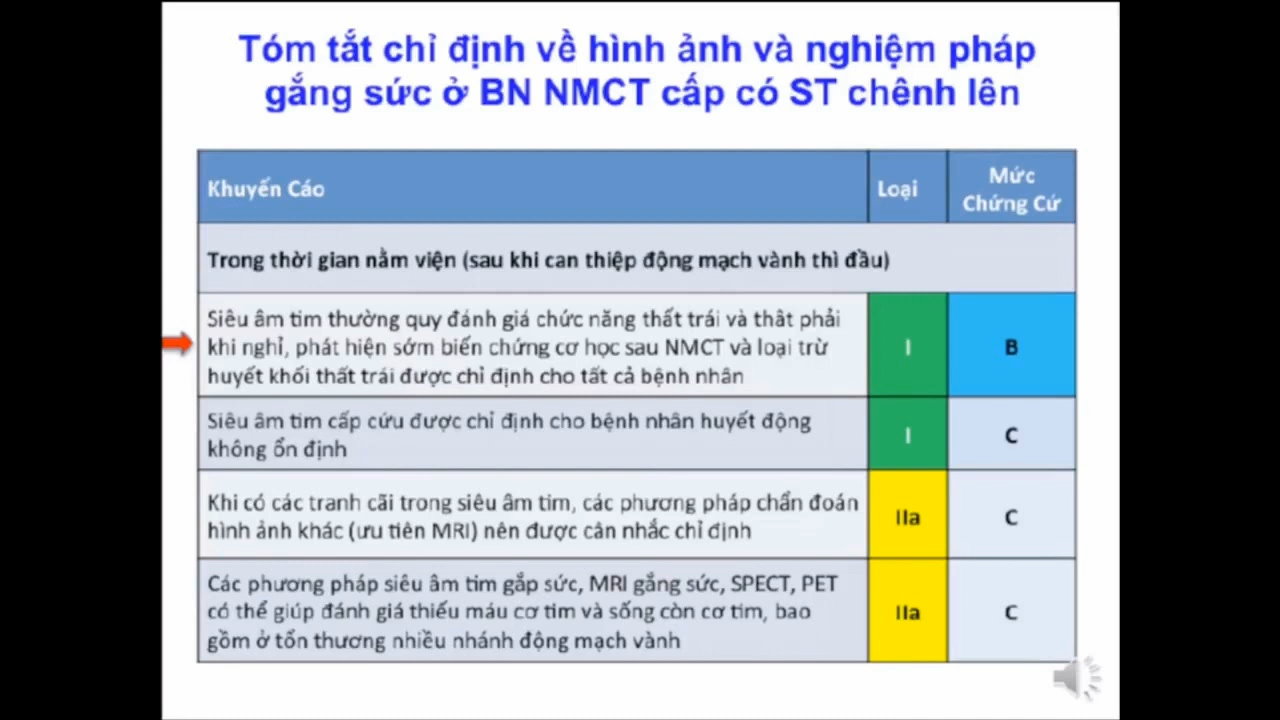 Tóm tắt chỉ định về hình ảnh và nghiệm pháp
gắng sức ở BN NMCT cấp có ST chênh lên
Khuyến Cáo
Loại
Mức
Chứng Cứ
Trong thời gian nằm viện (sau khi can thiệp động mạch vành thì đầu)
Siêu âm tim thường quy đánh giá chức năng thất trái và thât phải
khi nghỉ, phát hiện sớm biến chứng cơ học sau NMCT và loại trừ
huyết khối thất trái được chỉ định cho tất cả bệnh nhân
I
B
Siêu âm tim cấp cứu được chỉ định cho bệnh nhân huyết động
không ổn định
I
C
Khi có các tranh cãi trong siêu âm tim, các phương pháp chẩn đoán
hình ảnh khác (ưu tiên MRI) nên được cân nhắc chỉ định
IIa
C
Các phương pháp siêu âm tim gắp sức, MRI gắng sức, SPECT, PET
có thể giúp đánh giá thiếu máu cơ tim và sống còn cơ tim, bao
gồm ở tổn thương nhiều nhánh động mạch vành
IIa
C